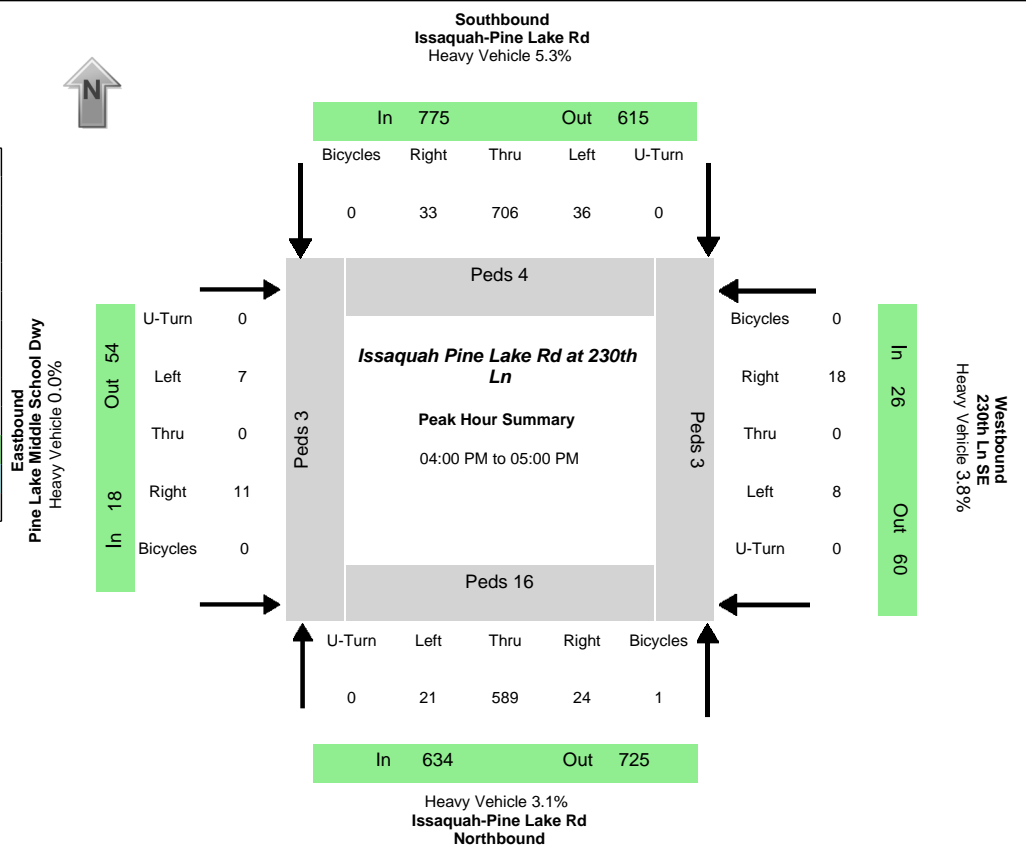 Southbound
Issaquah-Pine Lake Rd
Heavy Vehicle 5.3%
N
In 775 Out 615
Bicycles Right Thru Left U-Turn
0 33 706 36 0
Peds 4
Eastbound
Pine Lake Middle School Dwy
Heavy Vehicle 0.0%
In 18 Out 54
U-Turn 0
Left 7
Thru 0
Right 11
Bicycles 0
Peds 3
Issaquah Pine Lake Rd at 230th
Ln
Peak Hour Summary
04:00 PM to 05:00 PM
Peds 3
Bicycles 0
Right 18
Thru 0
Left 8
U-Turn 0
In 26 Out 60
Westbound
230th Ln SE
Heavy Vehicle 3.8%
Peds 16
U-Turn Left Thru Right Bicycles
0 21 589 24 1
In 634 Out 725
Heavy Vehicle 3.1%
Issaquah-Pine Lake Rd
Northbound